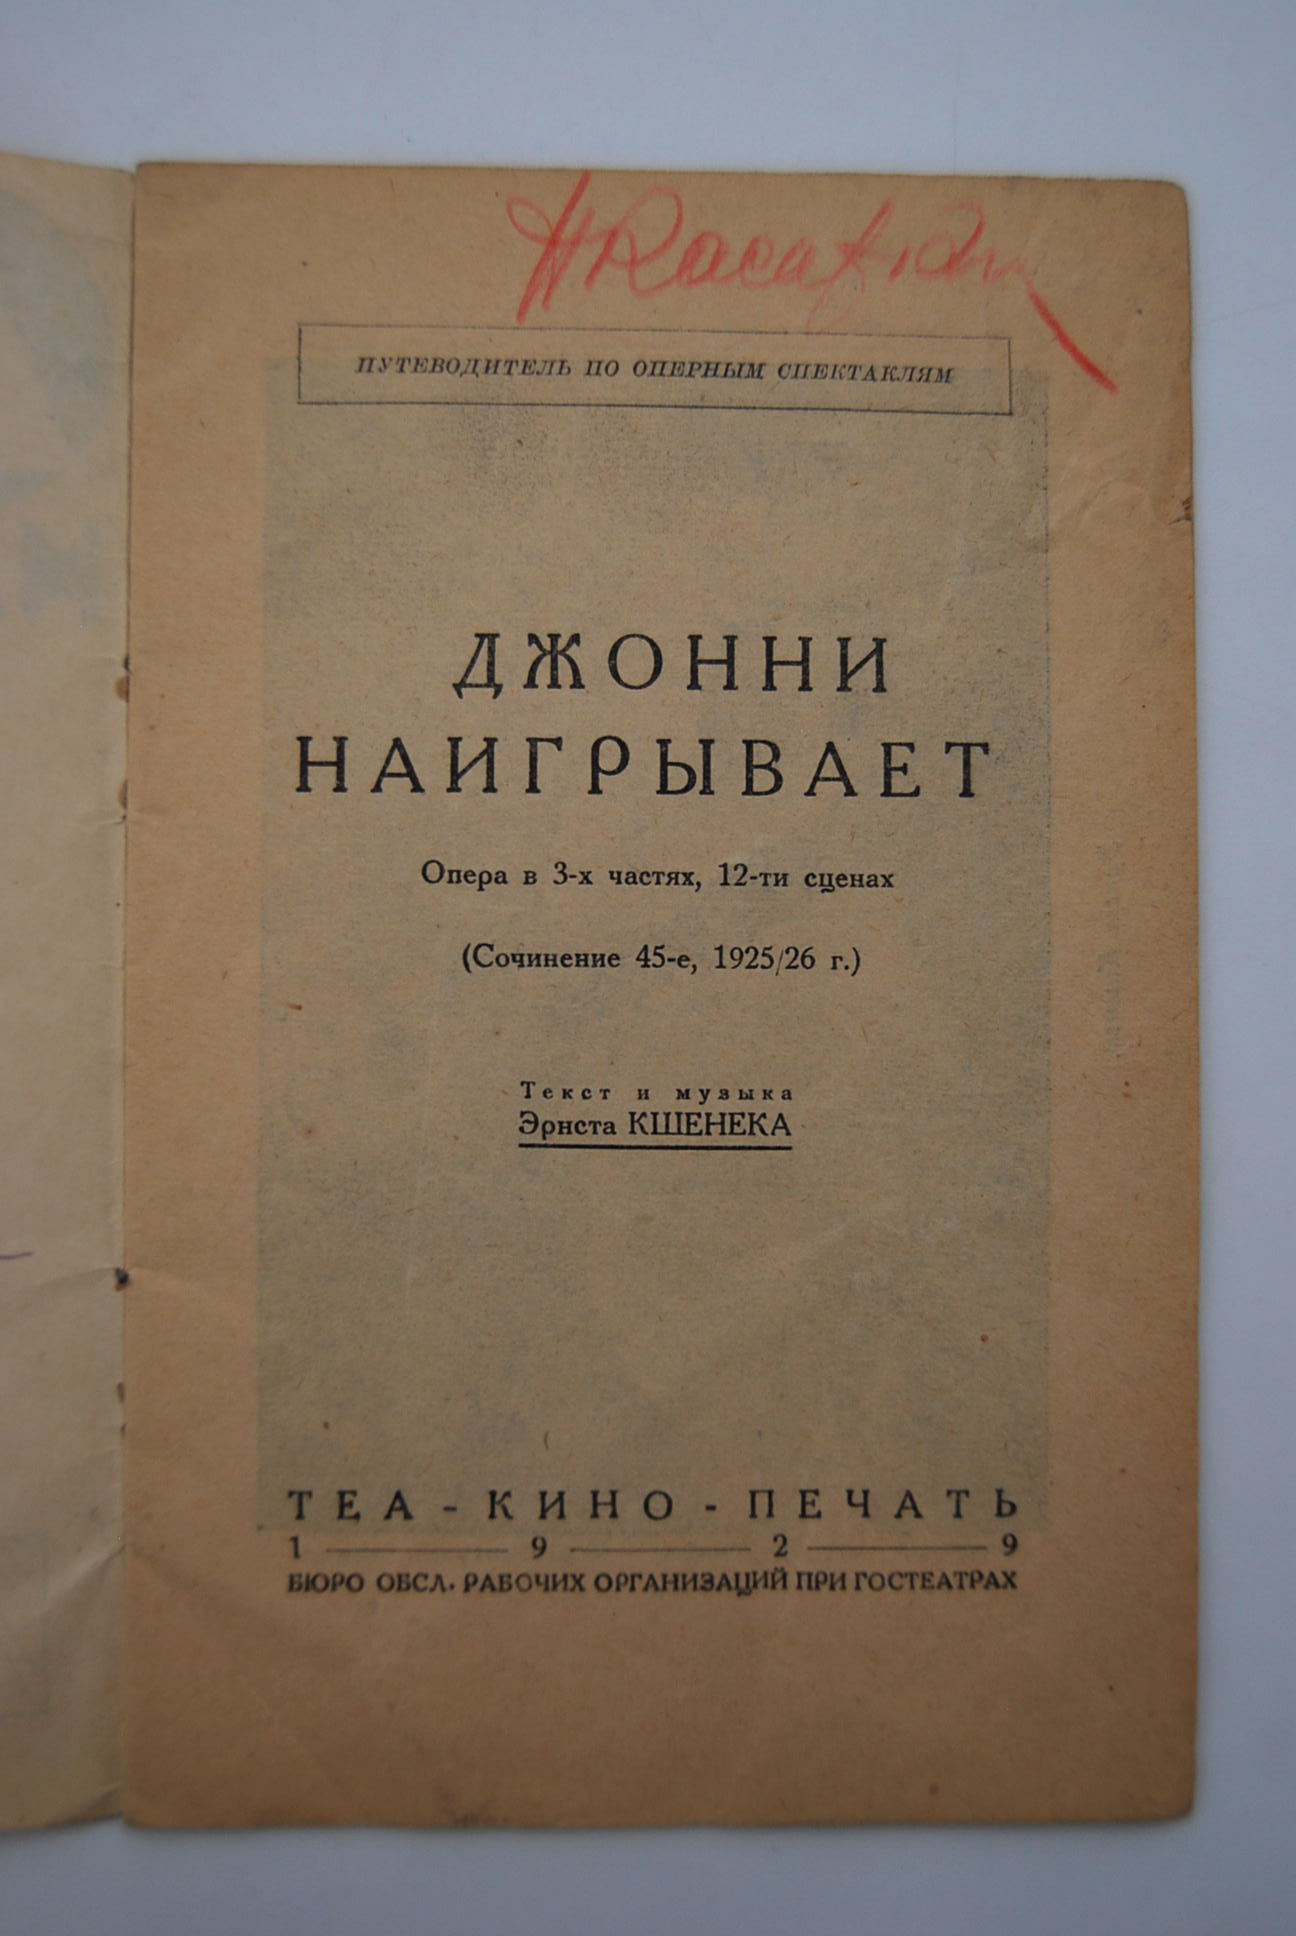 ПУТЕВОДИТЕЛЬ ПО ОПЕРНЫМ СПЕКТАКЛЯМ
ДЖОННИ
НАИГРЫВАЕТ
Опера в 3-х частях, 12-ти сценах
(Сочинение 45-е, 1925/26 г.)
Текст и музыка
Эрнста КШЕНЕКА
ТЕА-КИНО-ПЕЧАТЬ
1 — 9 — 2 — 9
БЮРО ОБСЛ. РАБОЧИХ ОРГАНИЗАЦИЙ ПРИ ГОСТЕАТРАХ